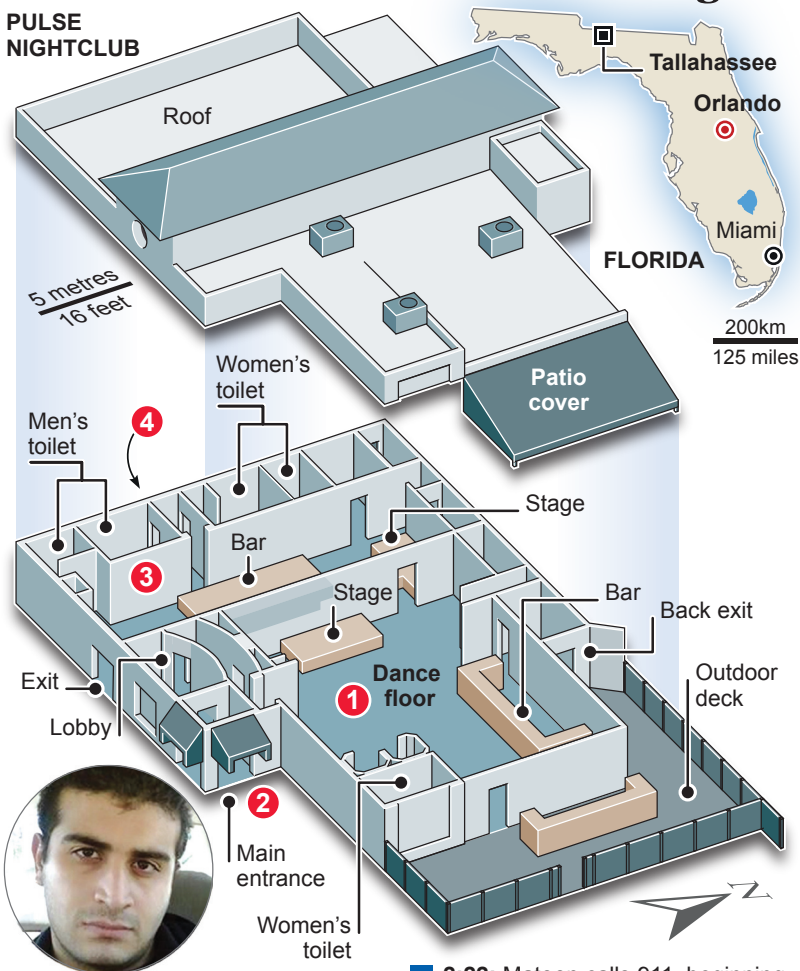 PULSE
NIGHTCLUB
Roof
Tallahassee
Orlando
Miami
FLORIDA
200km
125 miles
5 metres
16 feet
Patio
cover
Women's
toilet
Men's
toilet
4
Stage
Bar
3
Stage
Bar
Back exit
Exit
Lobby
Dance
floor
1
Outdoor
deck
2
Main
entrance
Women's
toilet
N